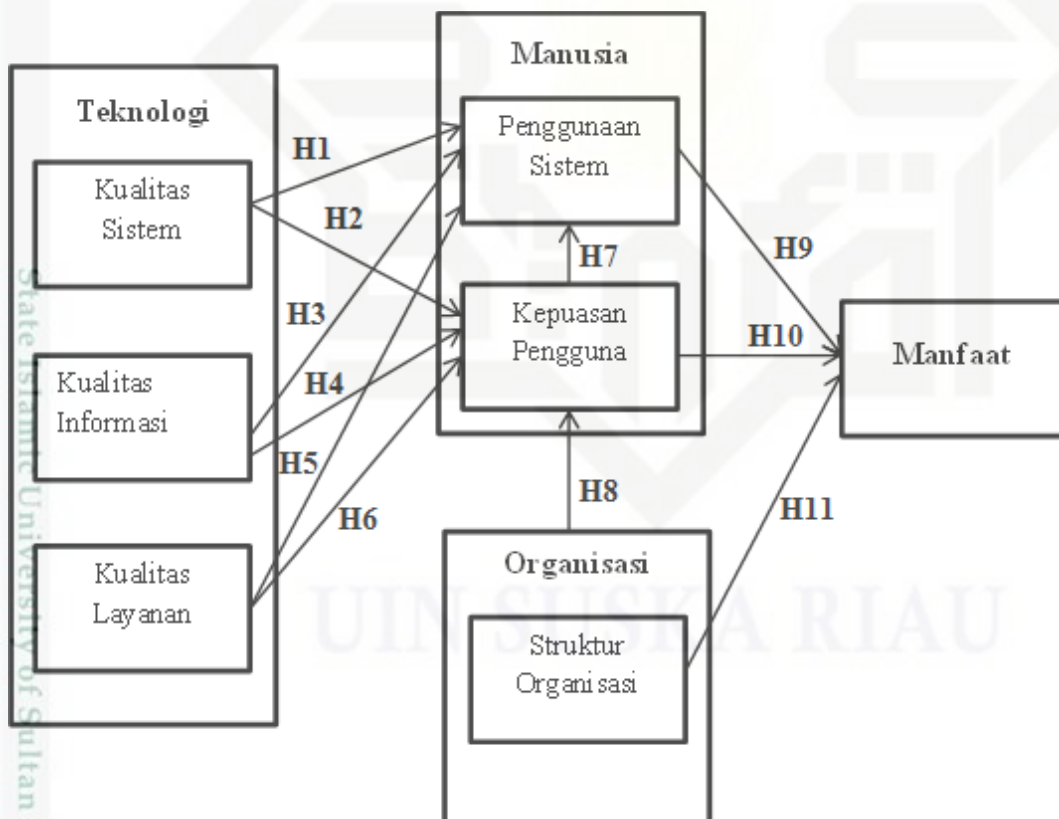 Teknologi
Kualitas
Sistem
Kualitas
Informasi
Kualitas
Layanan
H1
H2
H3
H4
H5
H6
Manusia
Penggunaan
Sistem
H7
Kepuasan
Pengguna
H8
Organisasi
Struktur
Organisasi
H9
H10
H11
Manfaat
State Islamic University of Sultan
UIN SUSKA RIAU